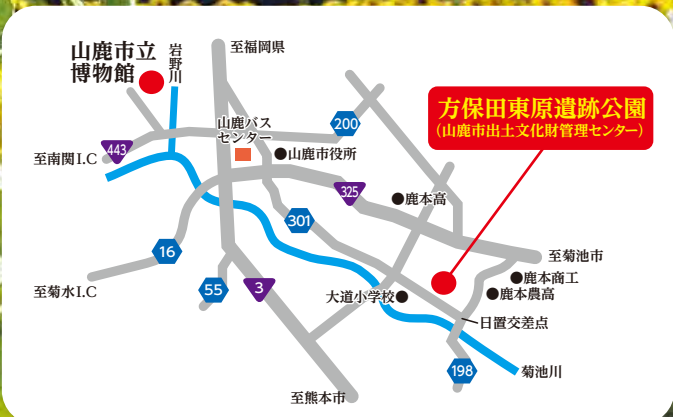 山鹿市立
博物館
岩野川
至福岡県
山鹿バス
センター
200
方保田東原遺跡公園
(山鹿市出土文化財管理センター)
443
至南関I.C
山鹿市役所
325
鹿本高
301
16
至菊池市
鹿本商工
鹿本農高
至菊水I.C
55
3
大道小学校
日置交差点
198
菊池川
至熊本市